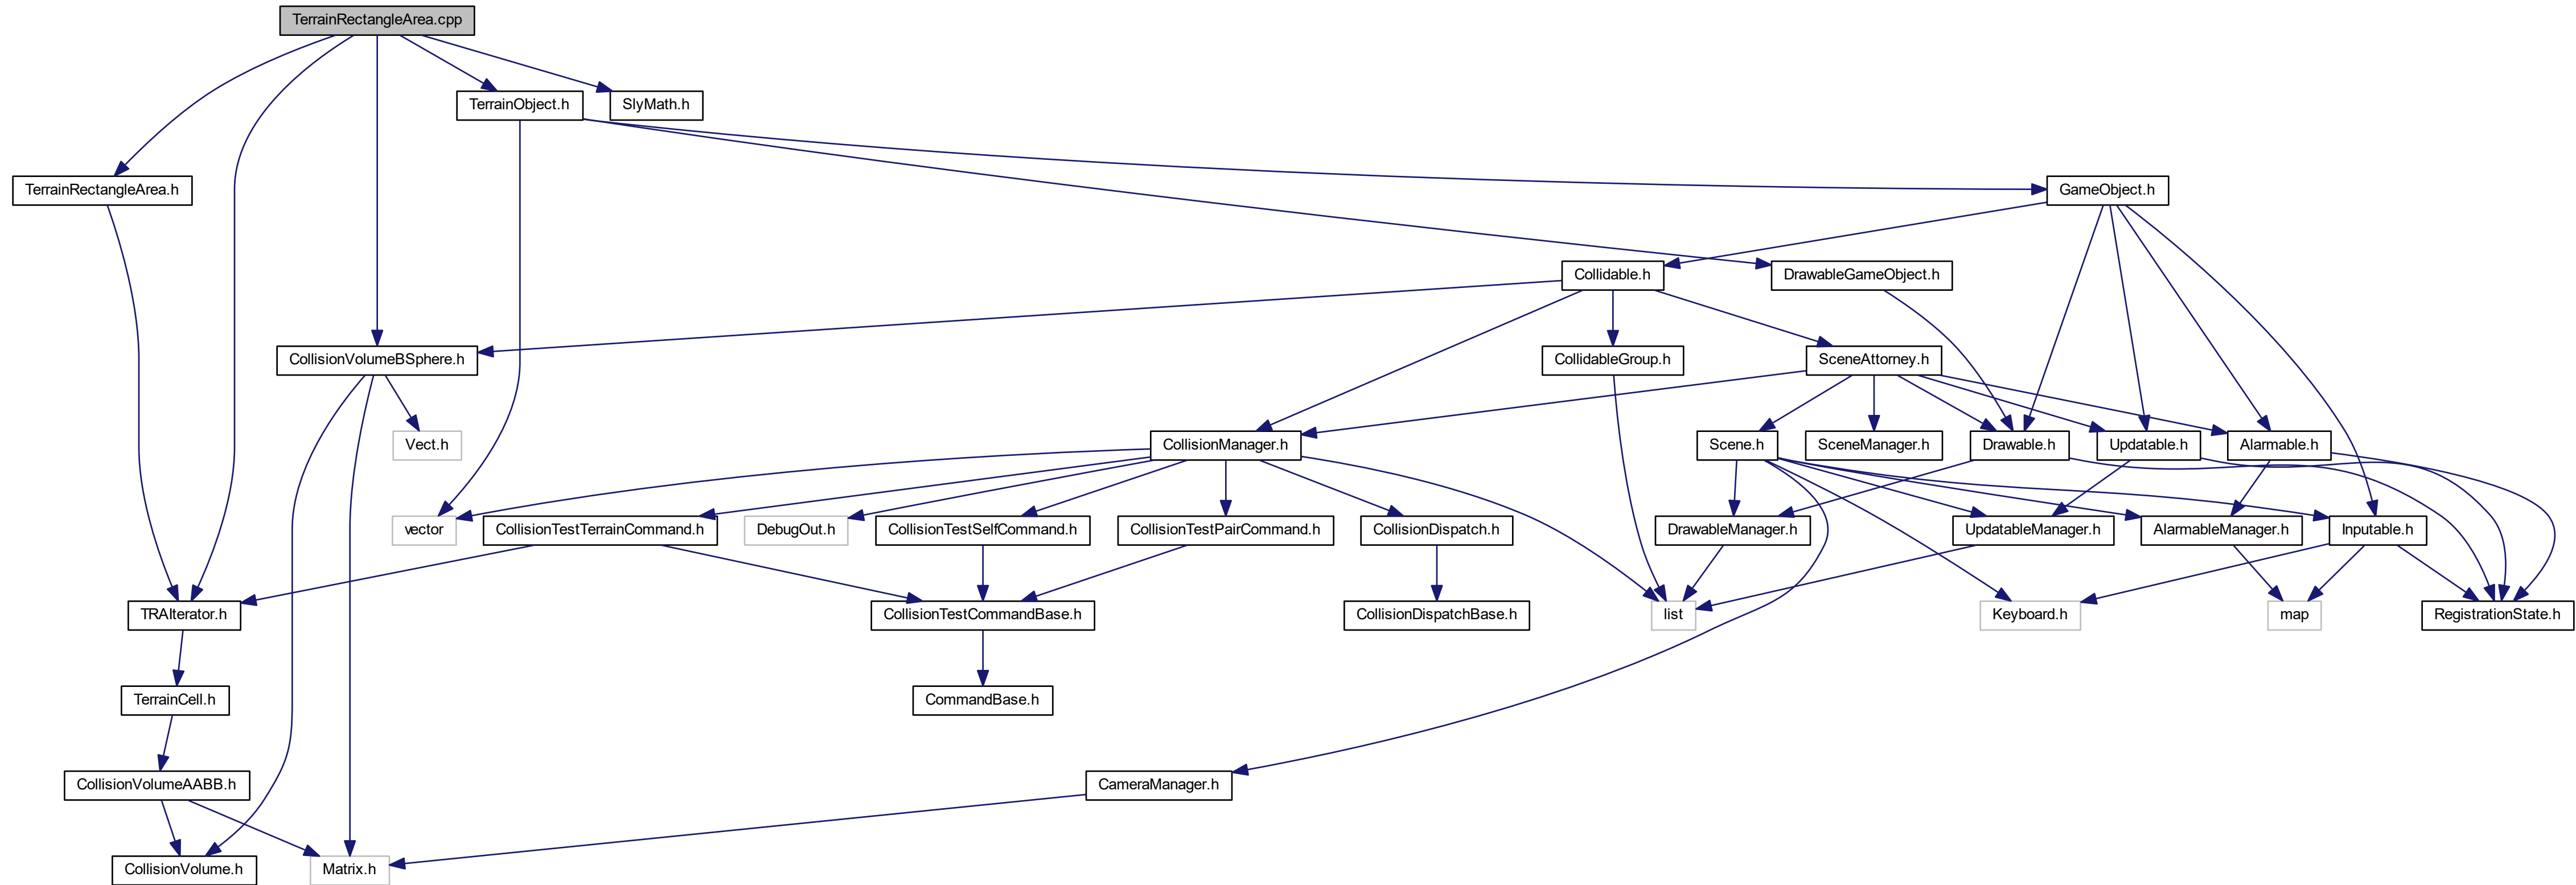 TerrainRectangleArea.cpp
TerrainObject.h
SlyMath.h
TerrainRectangleArea.h
GameObject.h
Collidable.h
DrawableGameObject.h
CollisionVolumeBSphere.h
CollidableGroup.h
SceneAttorney.h
Vect.h
CollisionManager.h
Scene.h
SceneManager.h
Drawable.h
Updatable.h
Alarmable.h
vector
CollisionTestTerrainCommand.h
DebugOut.h
CollisionTestSelfCommand.h
CollisionTestPairCommand.h
CollisionDispatch.h
DrawableManager.h
UpdatableManager.h
AlarmableManager.h
Inputable.h
TRAIterator.h
CollisionTestCommandBase.h
CollisionDispatchBase.h
list
Keyboard.h
map
RegistrationState.h
TerrainCell.h
CommandBase.h
CollisionVolumeAABB.h
CameraManager.h
CollisionVolume.h
Matrix.h